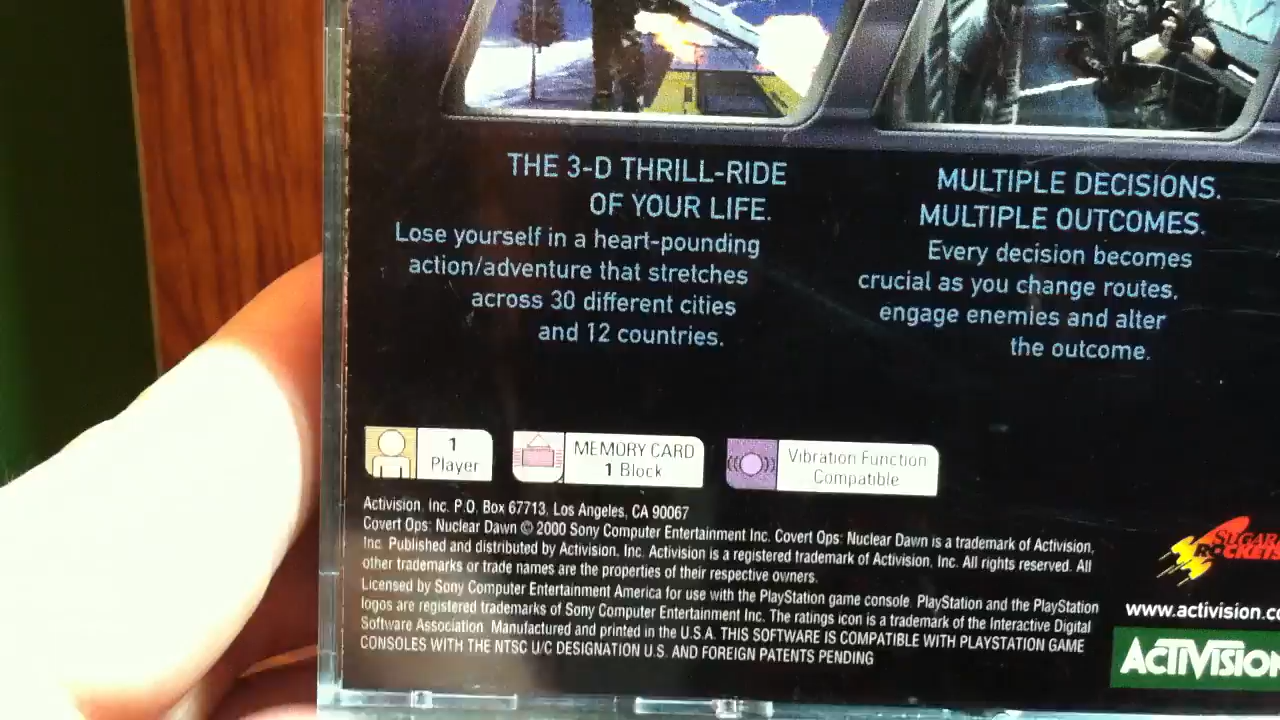 THE 3-D THRILL-RIDE
OF YOUR LIFE.
Lose yourself in a heart-pounding
action/adventure that stretches
across 30 different cities
and 12 countries.
MULTIPLE DECISIONS.
MULTIPLE OUTCOMES.
Every decision becomes
crucial as you change routes,
engage enemies and alter
the outcome.
1
Player
MEMORY CARD
1 Block
Vibration Function
Compatible
Activision, Inc. P.O. Box 67713, Los Angeles, CA 90067
Covert Ops: Nuclear Dawn © 2000 Sony Computer Entertainment Inc. Covert Ops: Nuclear Dawn is a trademark of Activision,
Inc. Published and distributed by Activision, Inc. Activision is a registered trademark of Activision, Inc. All rights reserved. All
other trademarks or trade names are the properties of their respective owners.
Licensed by Sony Computer Entertainment America for use with the PlayStation game console. PlayStation and the PlayStation
logos are registered trademarks of Sony Computer Entertainment Inc. The ratings icon is a trademark of the Interactive Digital
Software Association. Manufactured and printed in the U.S.A. THIS SOFTWARE IS COMPATIBLE WITH PLAYSTATION GAME
CONSOLES WITH THE NTSC U/C DESIGNATION U.S. AND FOREIGN PATENTS PENDING
SUGAR
ROCKETS
www.activision.co
ACTIVISION